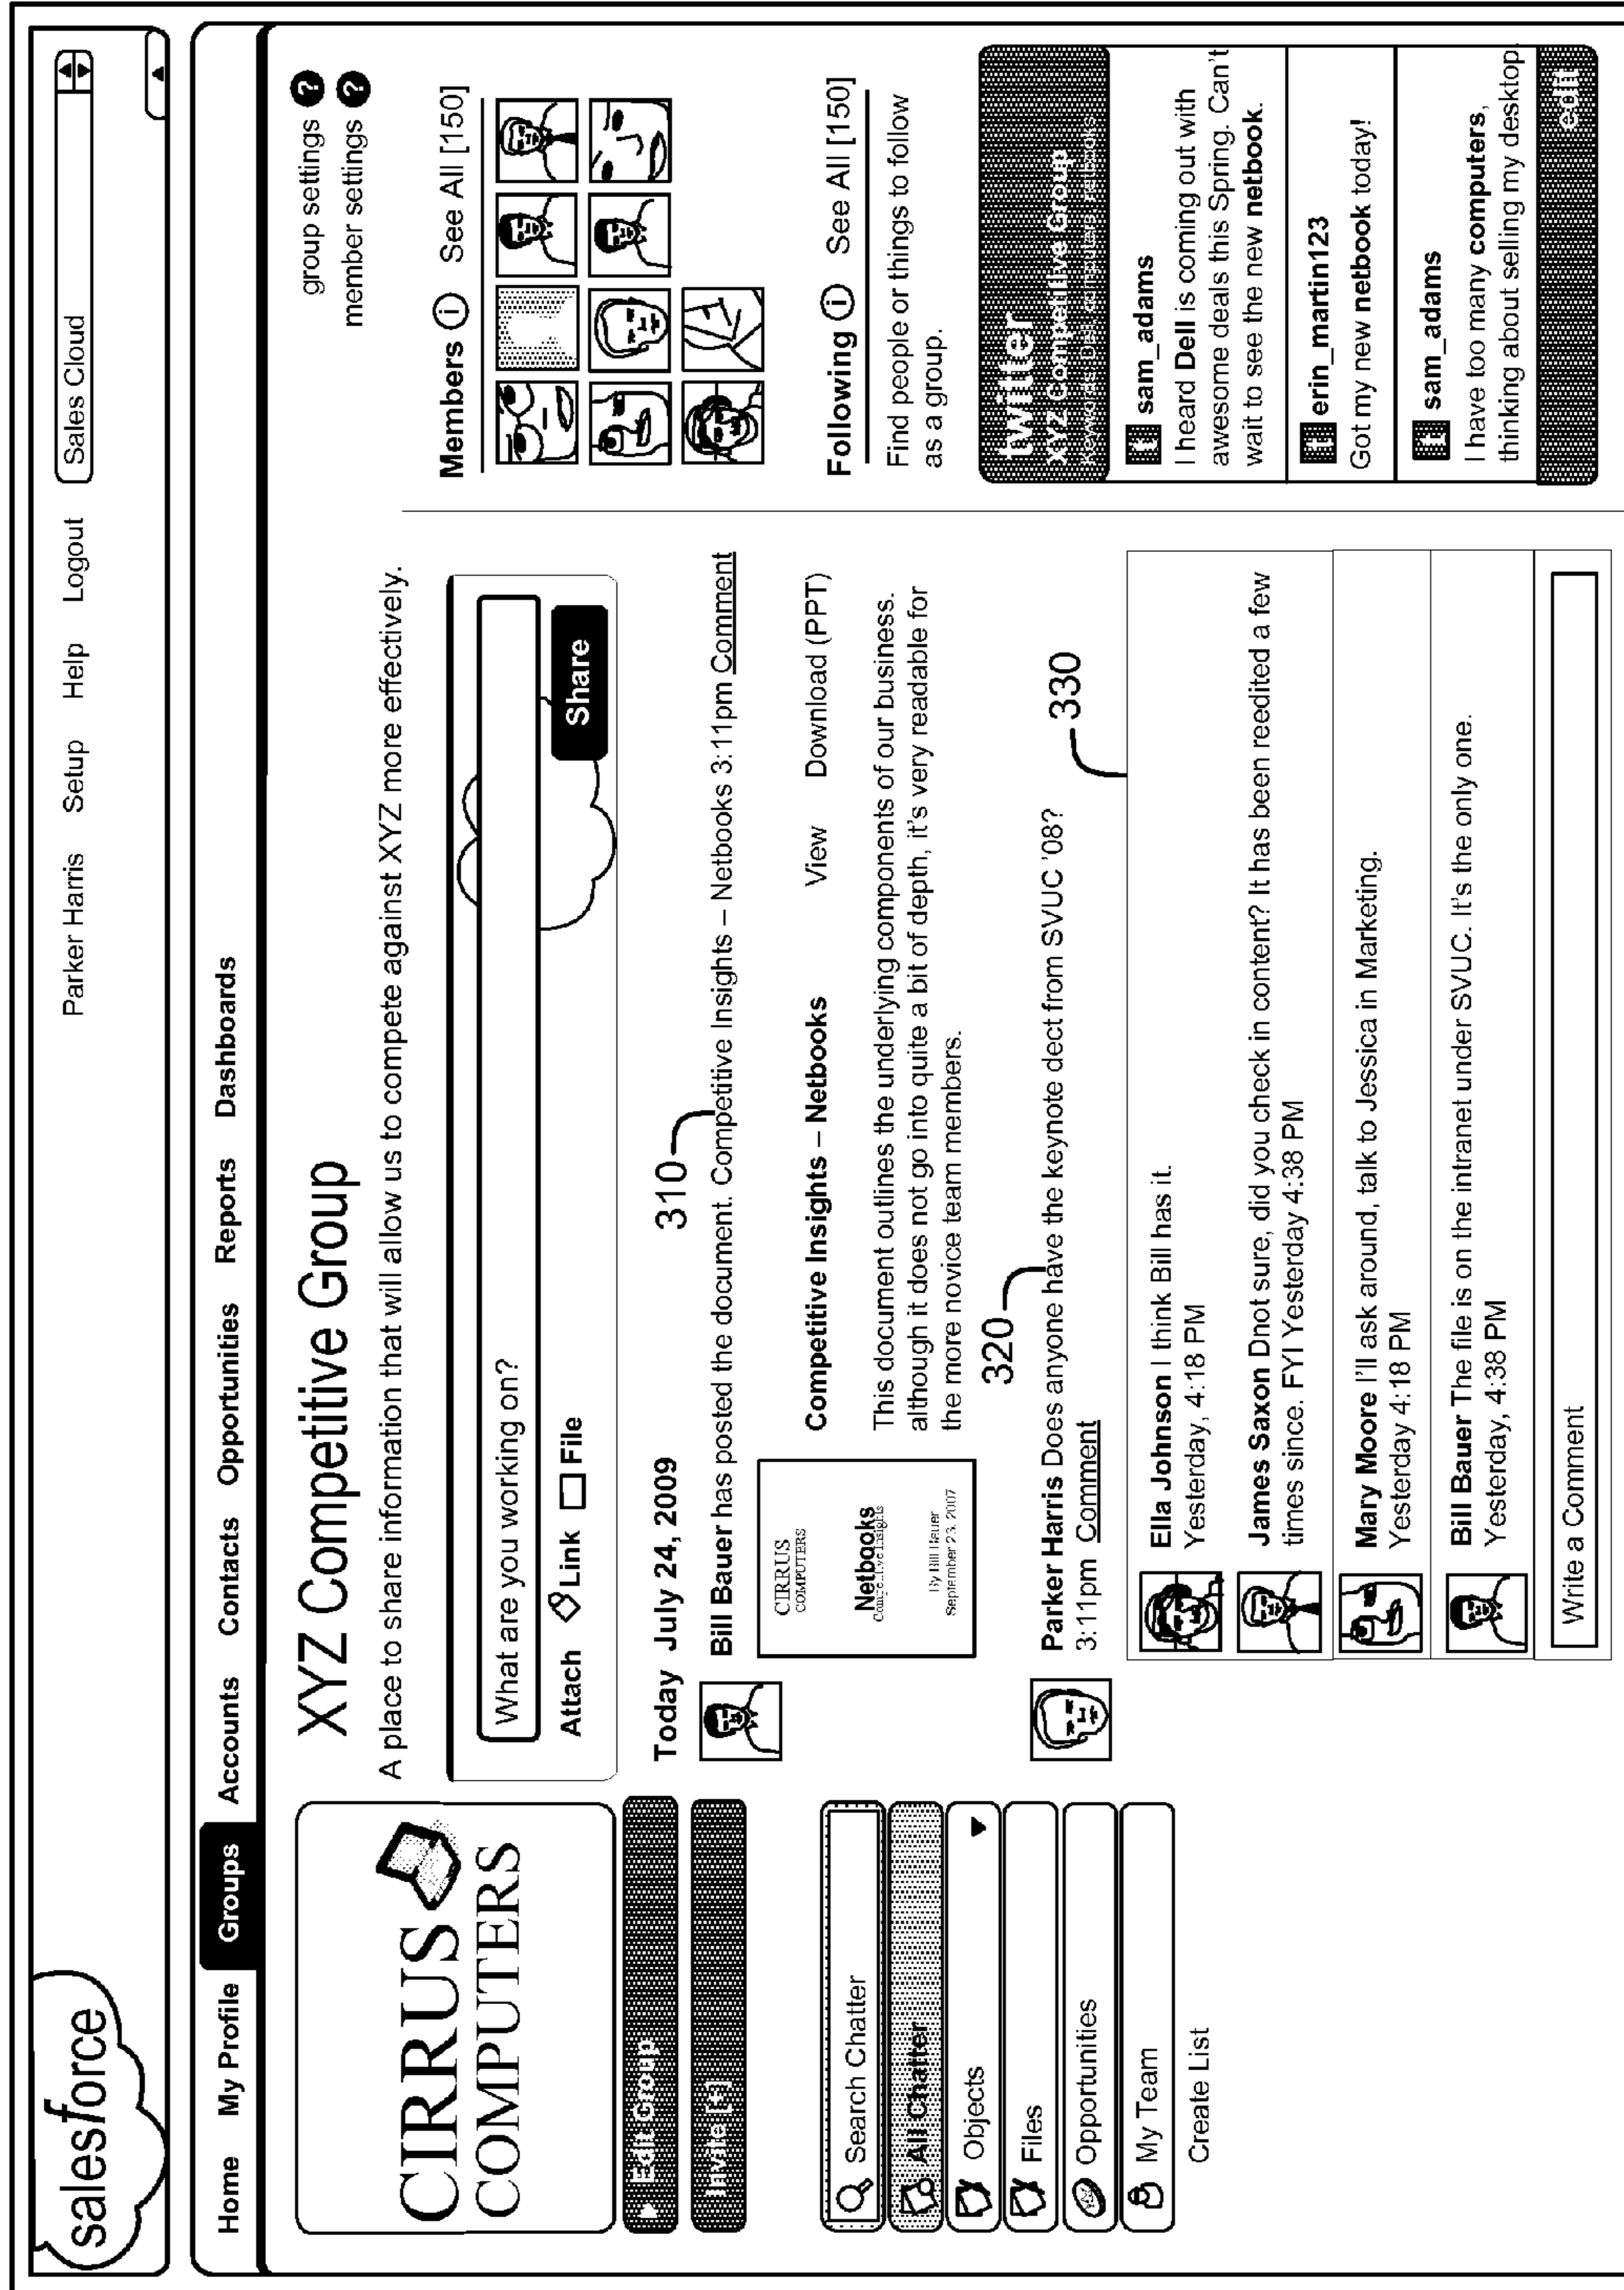 salesforce
Parker Harris Setup Help Logout
Sales Cloud
Home My Profile Groups Accounts Contacts Opportunities Reports Dashboards
CIRRUS
COMPUTERS
Edit Group
Invite [+]
Search Chatter
All Chatter
Objects
Files
Opportunities
My Team
Create List
XYZ Competitive Group
A place to share information that will allow us to compete against XYZ more effectively.
What are you working on?
Attach Link File
Share
Today July 24, 2009
310
Bill Bauer has posted the document. Competitive Insights – Netbooks 3:11pm Comment
CIRRUS
COMPUTERS
Netbooks
Competitive Insights
By Bill Bauer
September 23, 2007
Competitive Insights – Netbooks View Download (PPT)
This document outlines the underlying components of our business.
although it does not go into quite a bit of depth, it's very readable for
the more novice team members.
320
Parker Harris Does anyone have the keynote dect from SVUC '08?
3:11pm Comment
330
Ella Johnson I think Bill has it.
Yesterday, 4:18 PM
James Saxon Dnot sure, did you check in content? It has been reedited a few
times since. FYI Yesterday 4:38 PM
Mary Moore I'll ask around, talk to Jessica in Marketing.
Yesterday 4:18 PM
Bill Bauer The file is on the intranet under SVUC. It's the only one.
Yesterday, 4:38 PM
Write a Comment
group settings ?
member settings ?
Members i See All [150]
Following i See All [150]
Find people or things to follow
as a group.
twitter
XYZ Competitive Group
Keywords: Dell, computers, netbooks
t sam_adams
I heard Dell is coming out with
awesome deals this Spring. Can't
wait to see the new netbook.
t erin_martin123
Got my new netbook today!
t sam_adams
I have too many computers,
thinking about selling my desktop.
edit